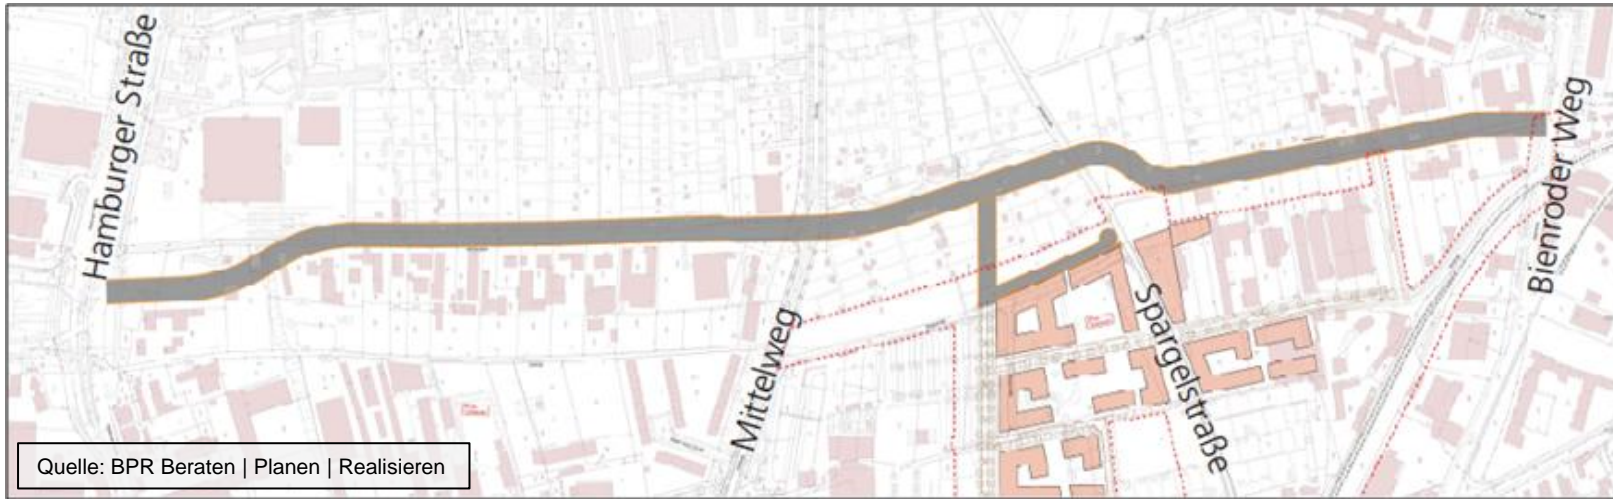 Hamburger Straße
Mittelweg
Spargelstraße
Bienroder Weg
Quelle: BPR Beraten | Planen | Realisieren